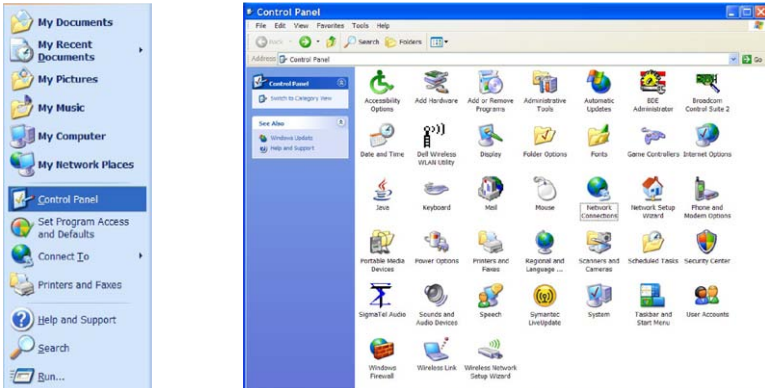 My Documents
My Recent
Documents
My Pictures
My Music
My Computer
My Network Places
Control Panel
Set Program Access
and Defaults
Connect To
Printers and Faxes
Help and Support
Search
Run...
Control Panel
File Edit View Favorites Tools Help
Back Search Folders
Address Control Panel Go
Control Panel
Switch to Category View
See Also
Windows Update
Help and Support
Accessibility
Options
Add Hardware
Add or Remove
Programs
Administrative
Tools
Automatic
Updates
BDE
Administrator
Broadcom
Control Suite 2
Date and Time
Dell Wireless
WLAN Utility
Display
Folder Options
Fonts
Game Controllers
Internet Options
Java
Keyboard
Mail
Mouse
Network
Connections
Network Setup
Wizard
Phone and
Modem Options
Portable Media
Devices
Power Options
Printers and
Faxes
Regional and
Language ...
Scanners and
Cameras
Scheduled Tasks
Security Center
SigmaTel Audio
Sounds and
Audio Devices
Speech
Symantec
LiveUpdate
System
Taskbar and
Start Menu
User Accounts
Windows
Firewall
Wireless Link
Wireless Network
Setup Wizard